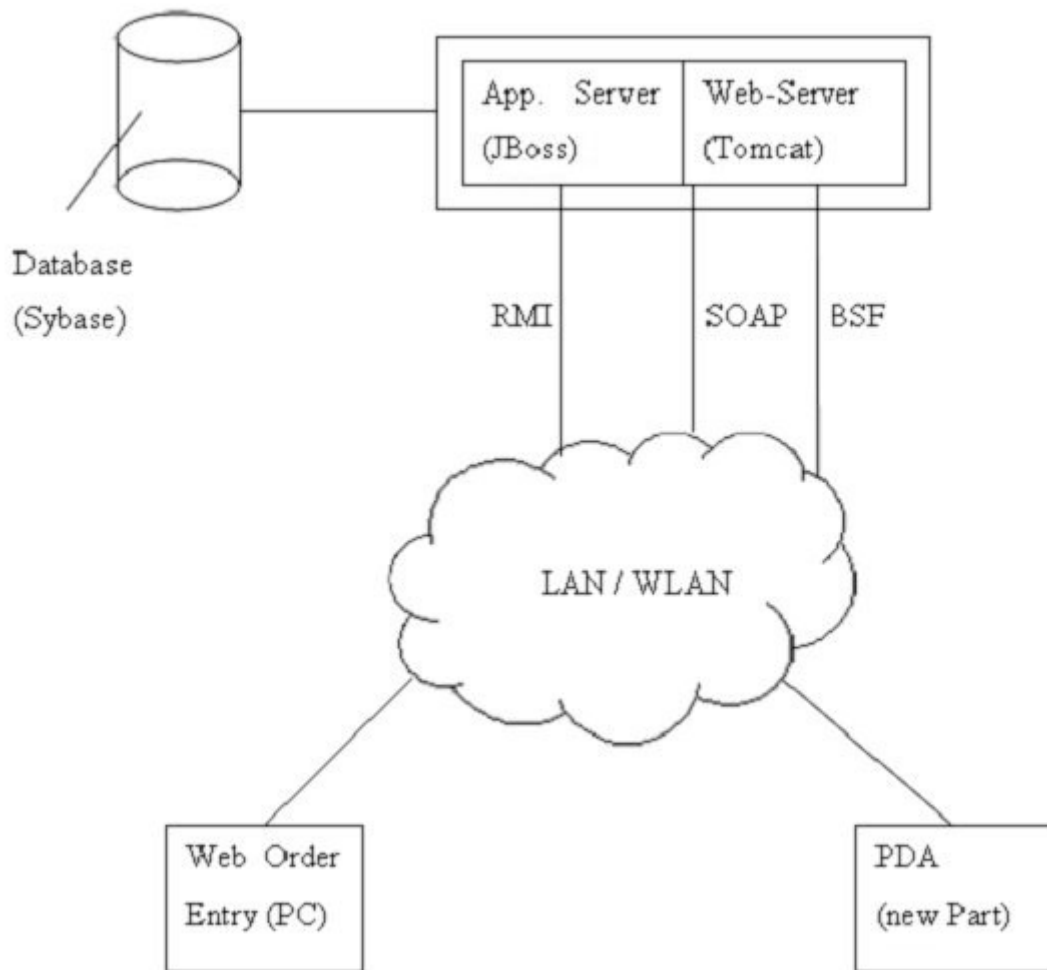 App. Server
(JBoss)
Web-Server
(Tomcat)
Database
(Sybase)
RMI
SOAP
BSF
LAN / WLAN
Web Order
Entry (PC)
PDA
(new Part)